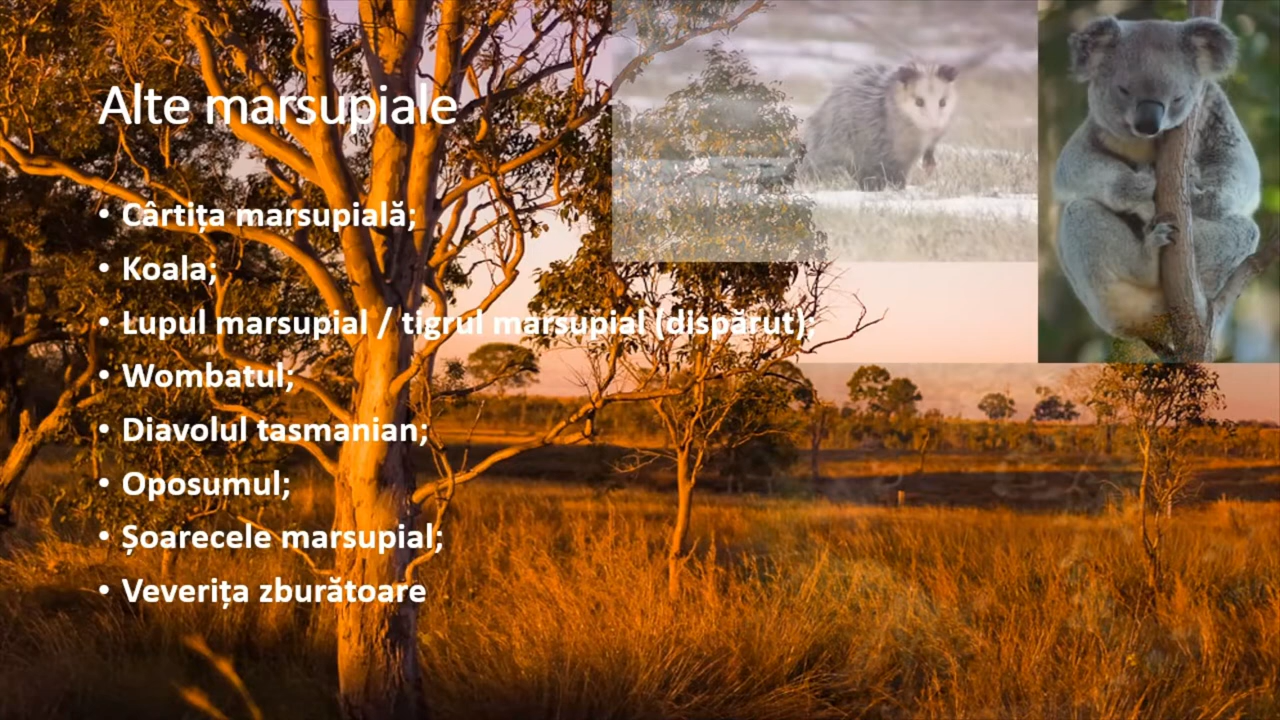 Alte marsupiale
• Cârtița marsupială;
• Koala;
• Lupul marsupial / tigrul marsupial (dispărut);
• Wombatul;
• Diavolul tasmanian;
• Oposumul;
• Șoarecele marsupial;
• Veverița zburătoare